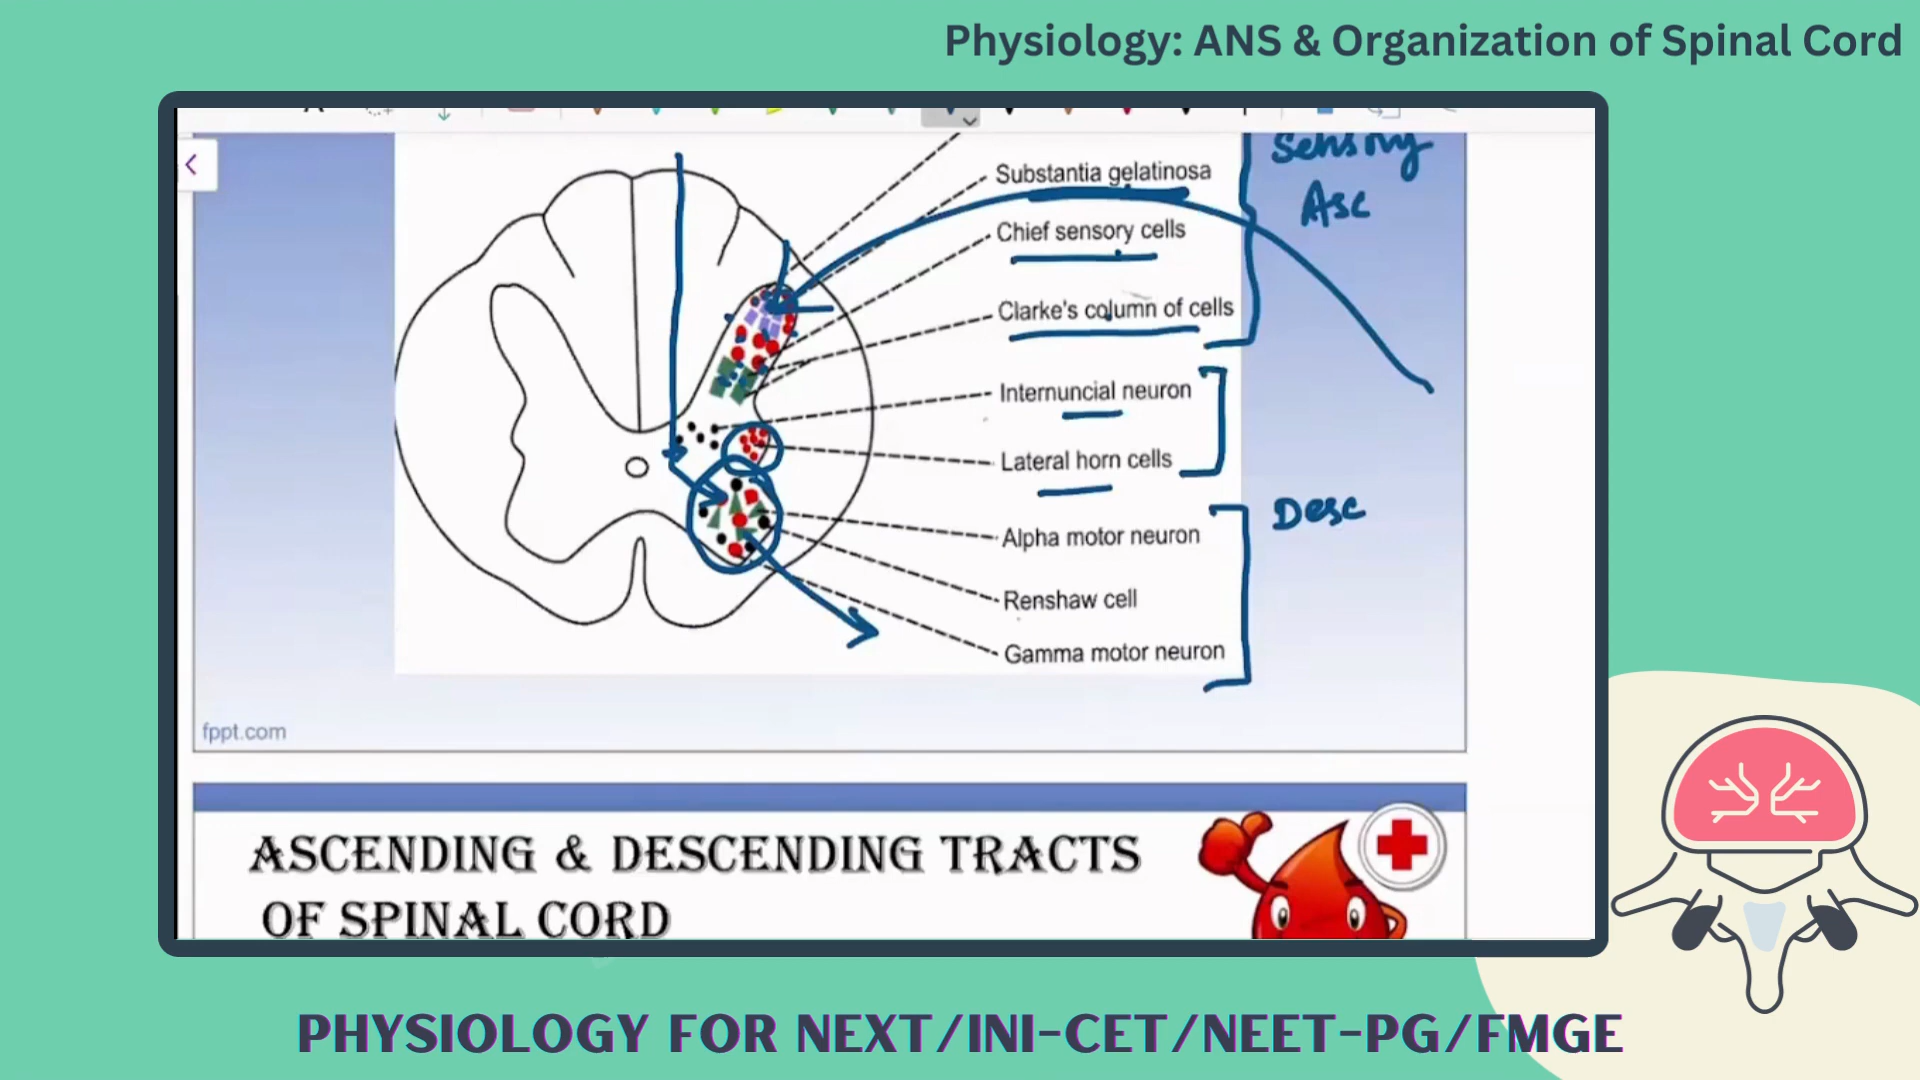 Physiology: ANS & Organization of Spinal Cord
Sensory
Asc
Substantia gelatinosa
Chief sensory cells
Clarke's column of cells
Internuncial neuron
Lateral horn cells
Desc
Alpha motor neuron
Renshaw cell
Gamma motor neuron
fppt.com
ASCENDING & DESCENDING TRACTS
OF SPINAL CORD
PHYSIOLOGY FOR NEXT/INI-CET/NEET-PG/FMGE